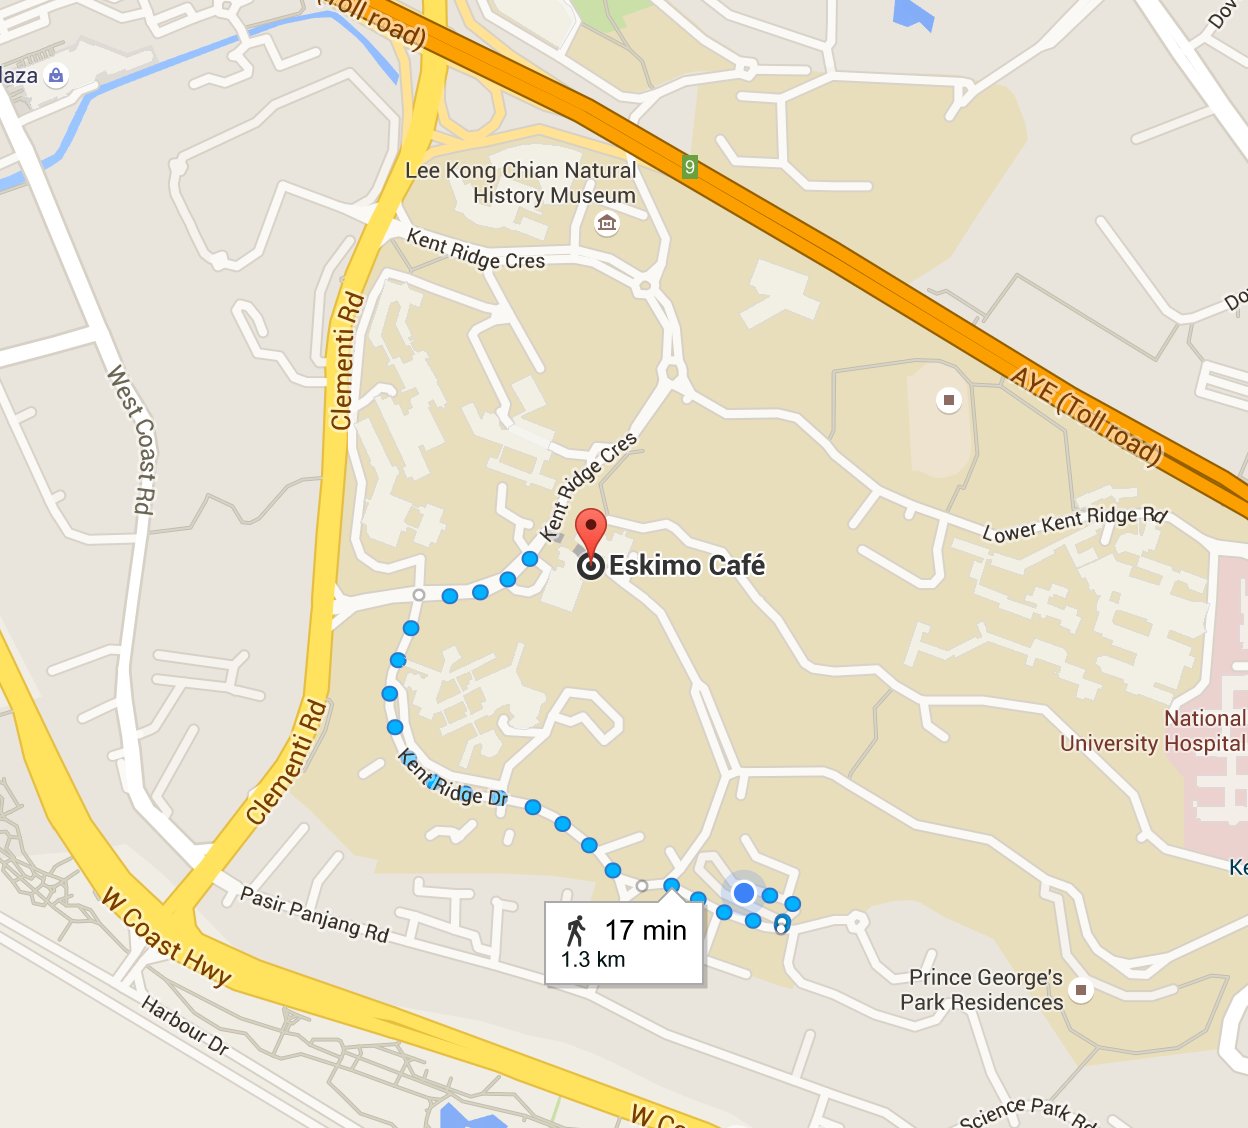 (Toll road)
Dov
laza
9
Lee Kong Chian Natural
History Museum
Kent Ridge Cres
Do
Clementi Rd
West Coast Rd
AYE (Toll road)
Kent Ridge Cres
Lower Kent Ridge Rd
Eskimo Café
National
University Hospital
Clementi Rd
Kent Ridge Dr
Ke
Pasir Panjang Rd
W Coast Hwy
17 min
1.3 km
Prince George's
Park Residences
Harbour Dr
W Co
Science Park Rd